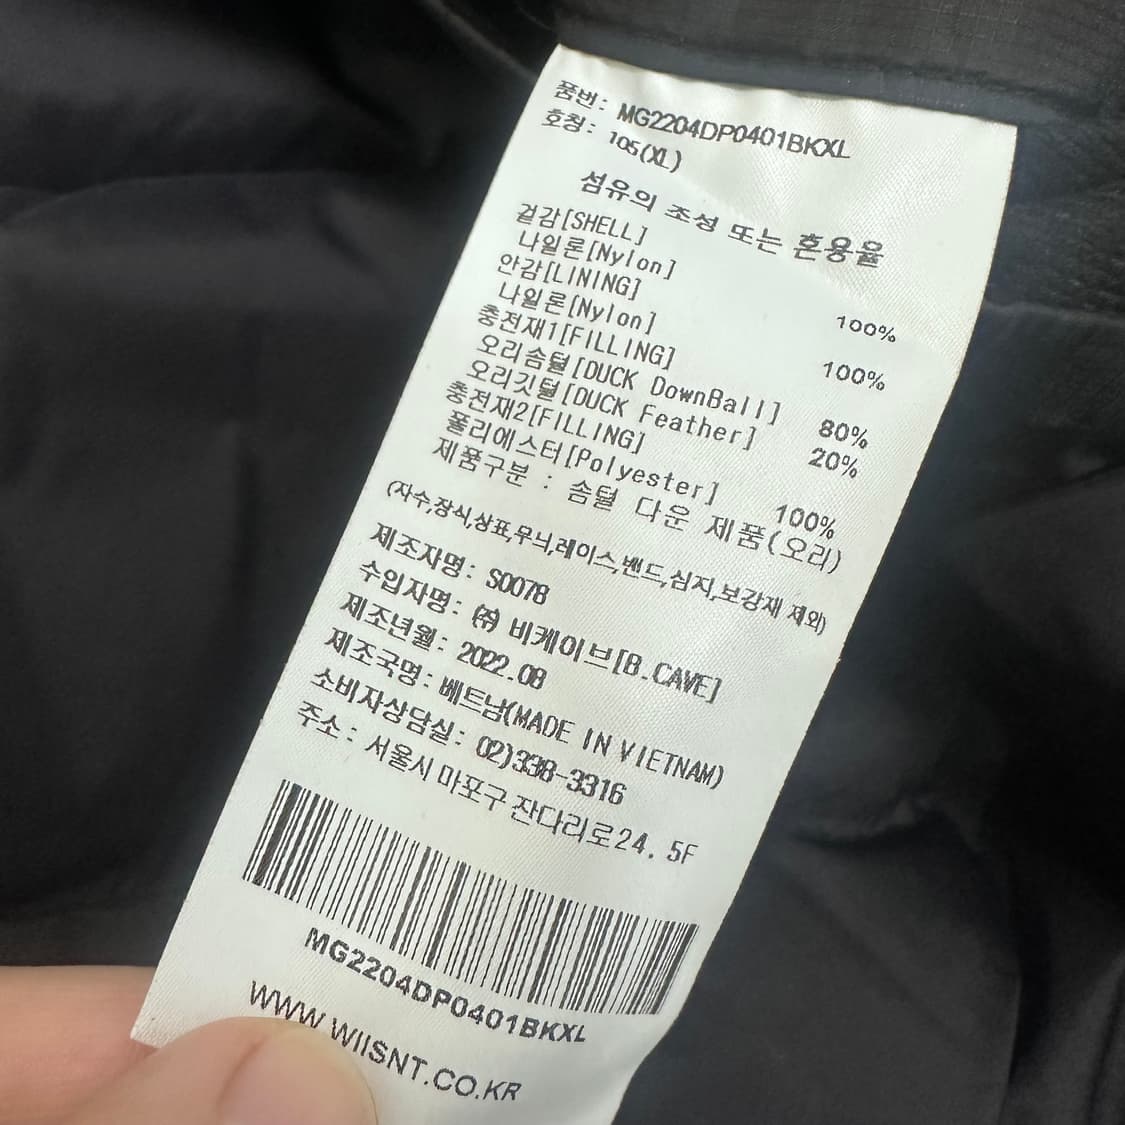 품번: MG2204DP0401BKXL
호칭: 105(XL)
섬유의 조성 또는 혼용율
겉감[SHELL]
나일론[Nylon] 100%
안감[LINING]
나일론[Nylon] 100%
충전재1[FILLING]
오리솜털[DUCK DownBall] 80%
오리깃털[DUCK Feather] 20%
충전재2[FILLING]
폴리에스터[Polyester] 100%
제품구분 : 솜털 다운 제품(오리)
(자수,장식,상표,무늬,레이스,밴드,심지,보강재 제외)
제조자명: S0078
수입자명: ㈜ 비케이브[B.CAVE]
제조년월: 2022.08
제조국명: 베트남(MADE IN VIETNAM)
소비자상담실: 02)338-3316
주소: 서울시 마포구 잔다리로24. 5F
MG2204DP0401BKXL
WWW.WIISNT.CO.KR